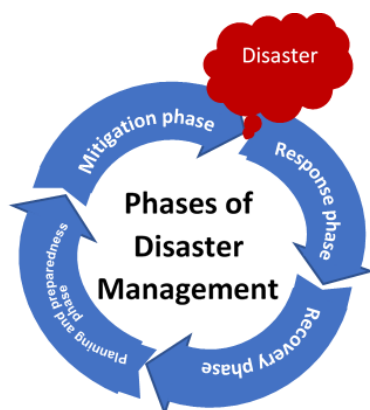 Disaster
Mitigation phase
Response phase
Phases of
Disaster
Management
Recovery phase
Planning and preparedness
phase